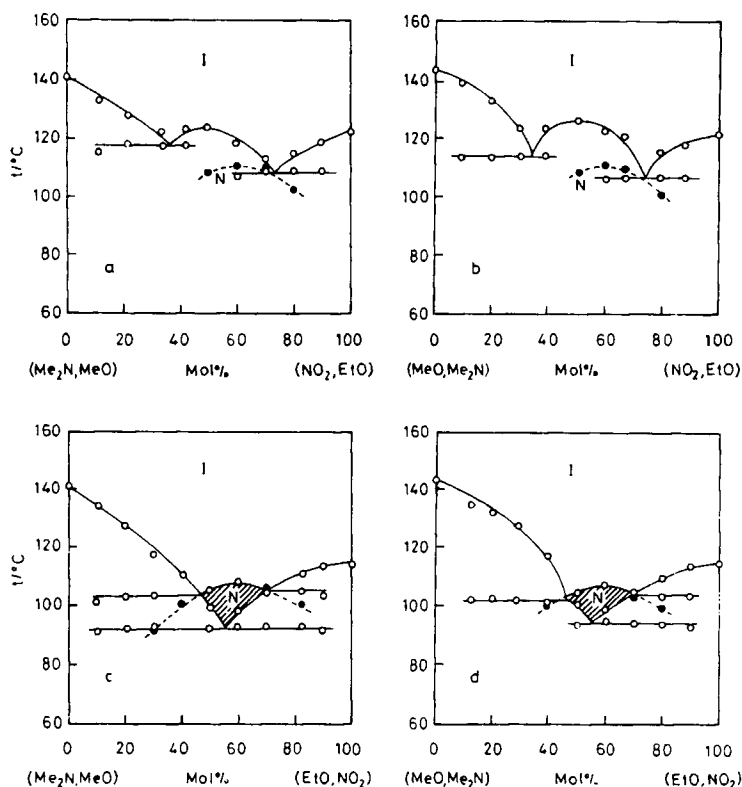 160
140
120
100
80
60
t/°C
I
N
a
0 20 40 60 80 100
(Me₂N,MeO) Mol% (NO₂,EtO)
160
140
120
100
80
60
I
N
b
0 20 40 60 80 100
(MeO,Me₂N) Mol% (NO₂,EtO)
160
140
120
100
80
60
t/°C
I
N
c
0 20 40 60 80 100
(Me₂N,MeO) Mol% (EtO,NO₂)
160
140
120
100
80
60
I
N
d
0 20 40 60 80 100
(MeO,Me₂N) Mol% (EtO,NO₂)